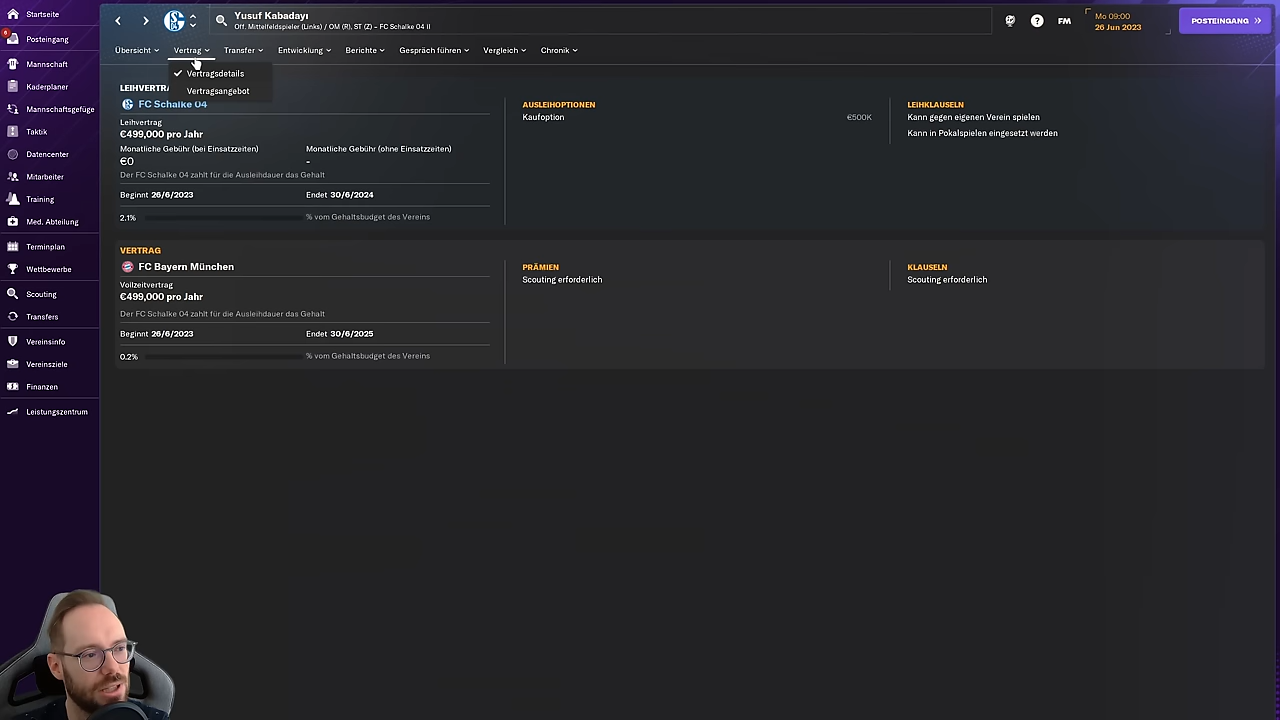 Startseite
6
Posteingang
Mannschaft
Kaderplaner
Mannschaftsgefüge
Taktik
Datencenter
Mitarbeiter
Training
Med. Abteilung
Terminplan
Wettbewerbe
Scouting
Transfers
Vereinsinfo
Vereinsziele
Finanzen
Leistungszentrum
Yusuf Kabadayı
Off. Mittelfeldspieler (Links) / OM (R), ST (Z) - FC Schalke 04 II
?
FM
Mo 09:00
26 Jun 2023
POSTEINGANG
Übersicht
Vertrag
Transfer
Entwicklung
Berichte
Gespräch führen
Vergleich
Chronik
Vertragsdetails
Vertragsangebot
LEIHVERTRA
FC Schalke 04
Leihvertrag
€499,000 pro Jahr
Monatliche Gebühr (bei Einsatzzeiten)
Monatliche Gebühr (ohne Einsatzzeiten)
€0
-
Der FC Schalke 04 zahlt für die Ausleihdauer das Gehalt
Beginnt 26/6/2023
Endet 30/6/2024
2.1%
% vom Gehaltsbudget des Vereins
AUSLEIHOPTIONEN
Kaufoption
€500K
LEIHKLAUSELN
Kann gegen eigenen Verein spielen
Kann in Pokalspielen eingesetzt werden
VERTRAG
FC Bayern München
Vollzeitvertrag
€499,000 pro Jahr
Der FC Schalke 04 zahlt für die Ausleihdauer das Gehalt
Beginnt 26/6/2023
Endet 30/6/2025
0.2%
% vom Gehaltsbudget des Vereins
PRÄMIEN
Scouting erforderlich
KLAUSELN
Scouting erforderlich